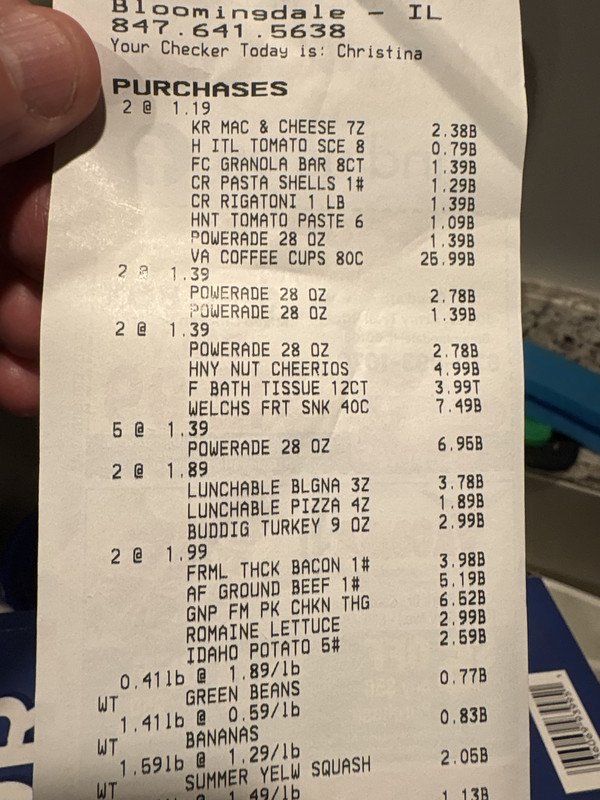 Bloomingdale - IL
847.641.5638
Your Checker Today is: Christina
PURCHASES
2 @ 1.19
KR MAC & CHEESE 7Z 2.38B
H ITL TOMATO SCE 8 0.79B
FC GRANOLA BAR 8CT 1.39B
CR PASTA SHELLS 1# 1.29B
CR RIGATONI 1 LB 1.39B
HNT TOMATO PASTE 6 1.09B
POWERADE 28 OZ 1.39B
VA COFFEE CUPS 80C 25.99B
2 @ 1.39
POWERADE 28 OZ 2.78B
POWERADE 28 OZ 1.39B
2 @ 1.39
POWERADE 28 OZ 2.78B
HNY NUT CHEERIOS 4.99B
F BATH TISSUE 12CT 3.99T
WELCHS FRT SNK 40C 7.49B
5 @ 1.39
POWERADE 28 OZ 6.95B
2 @ 1.89
LUNCHABLE BLGNA 3Z 3.78B
LUNCHABLE PIZZA 4Z 1.89B
BUDDIG TURKEY 9 OZ 2.99B
2 @ 1.99
FRML THCK BACON 1# 3.98B
AF GROUND BEEF 1# 5.19B
GNP FM PK CHKN THG 6.52B
ROMAINE LETTUCE 2.99B
IDAHO POTATO 5# 2.59B
0.41lb @ 1.89/lb
WT GREEN BEANS 0.77B
1.41lb @ 0.59/lb
WT BANANAS 0.83B
1.59lb @ 1.29/lb
WT SUMMER YELW SQUASH 2.05B
@ 1.49/lb
1.13B